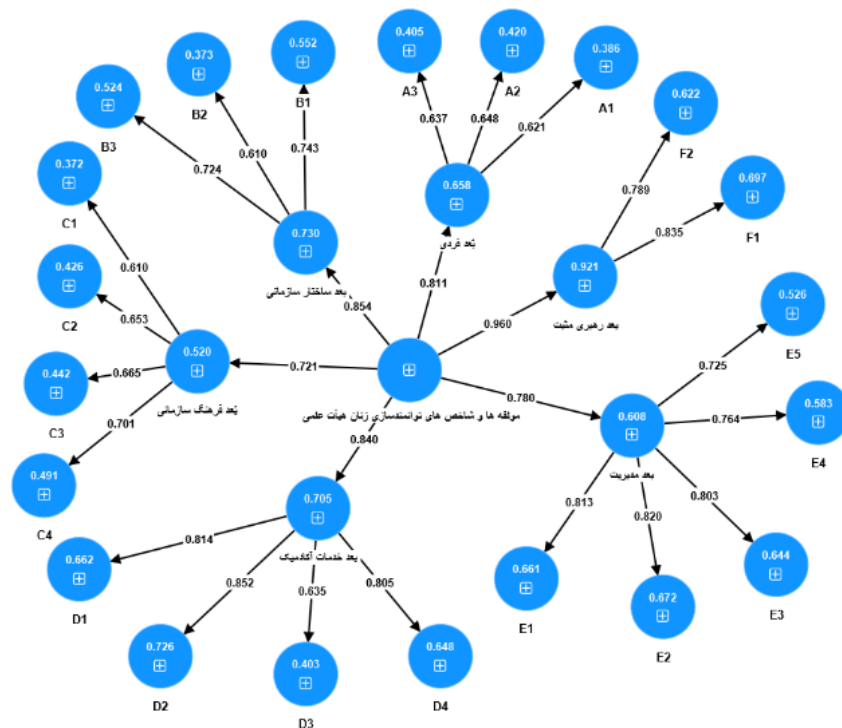 0.405
A3
0.420
A2
0.386
A1
0.552
B1
0.373
B2
0.524
B3
0.637
0.648
0.621
0.658
بُعد فردی
0.743
0.610
0.724
0.730
بعد ساختار سازمانی
0.622
F2
0.697
F1
0.789
0.835
0.921
بعد رهبری مثبت
0.372
C1
0.426
C2
0.442
C3
0.491
C4
0.610
0.653
0.665
0.701
0.520
بُعد فرهنگ سازمانی
0.854
0.811
0.960
0.721
0.780
0.840
مولفه ها و شاخص های توانمندسازی زنان هیأت علمی
0.526
E5
0.583
E4
0.644
E3
0.672
E2
0.661
E1
0.725
0.764
0.803
0.820
0.813
0.608
بعد مدیریت
0.705
بعد خدمات آکادمیک
0.814
0.852
0.635
0.805
0.662
D1
0.726
D2
0.403
D3
0.648
D4